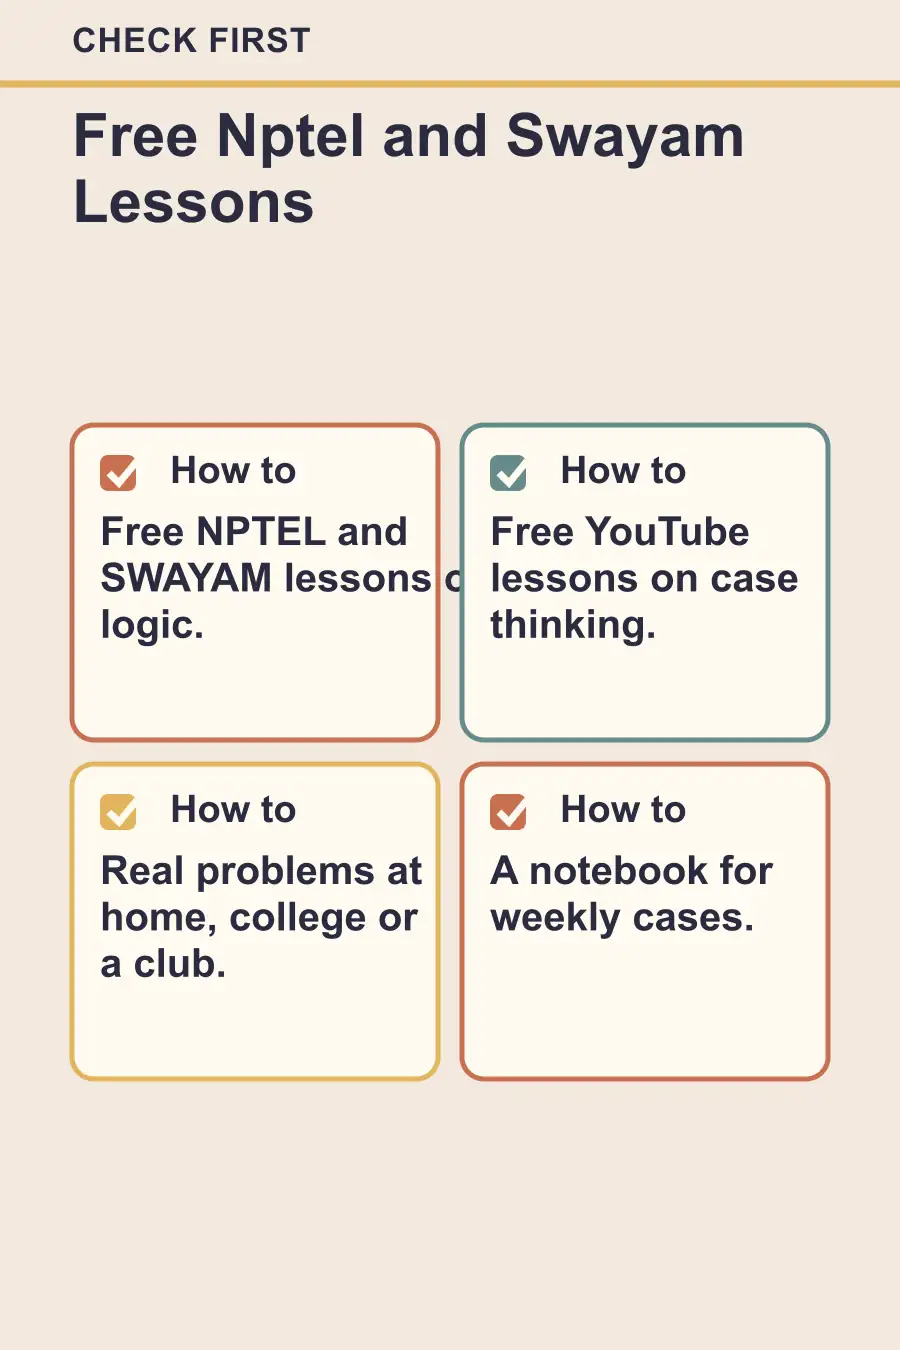 CHECK FIRST
Free Nptel and Swayam
Lessons
How to
Free NPTEL and
SWAYAM lessons
logic.
How to
Free YouTube
lessons on case
thinking.
How to
Real problems at
home, college or
a club.
How to
A notebook for
weekly cases.